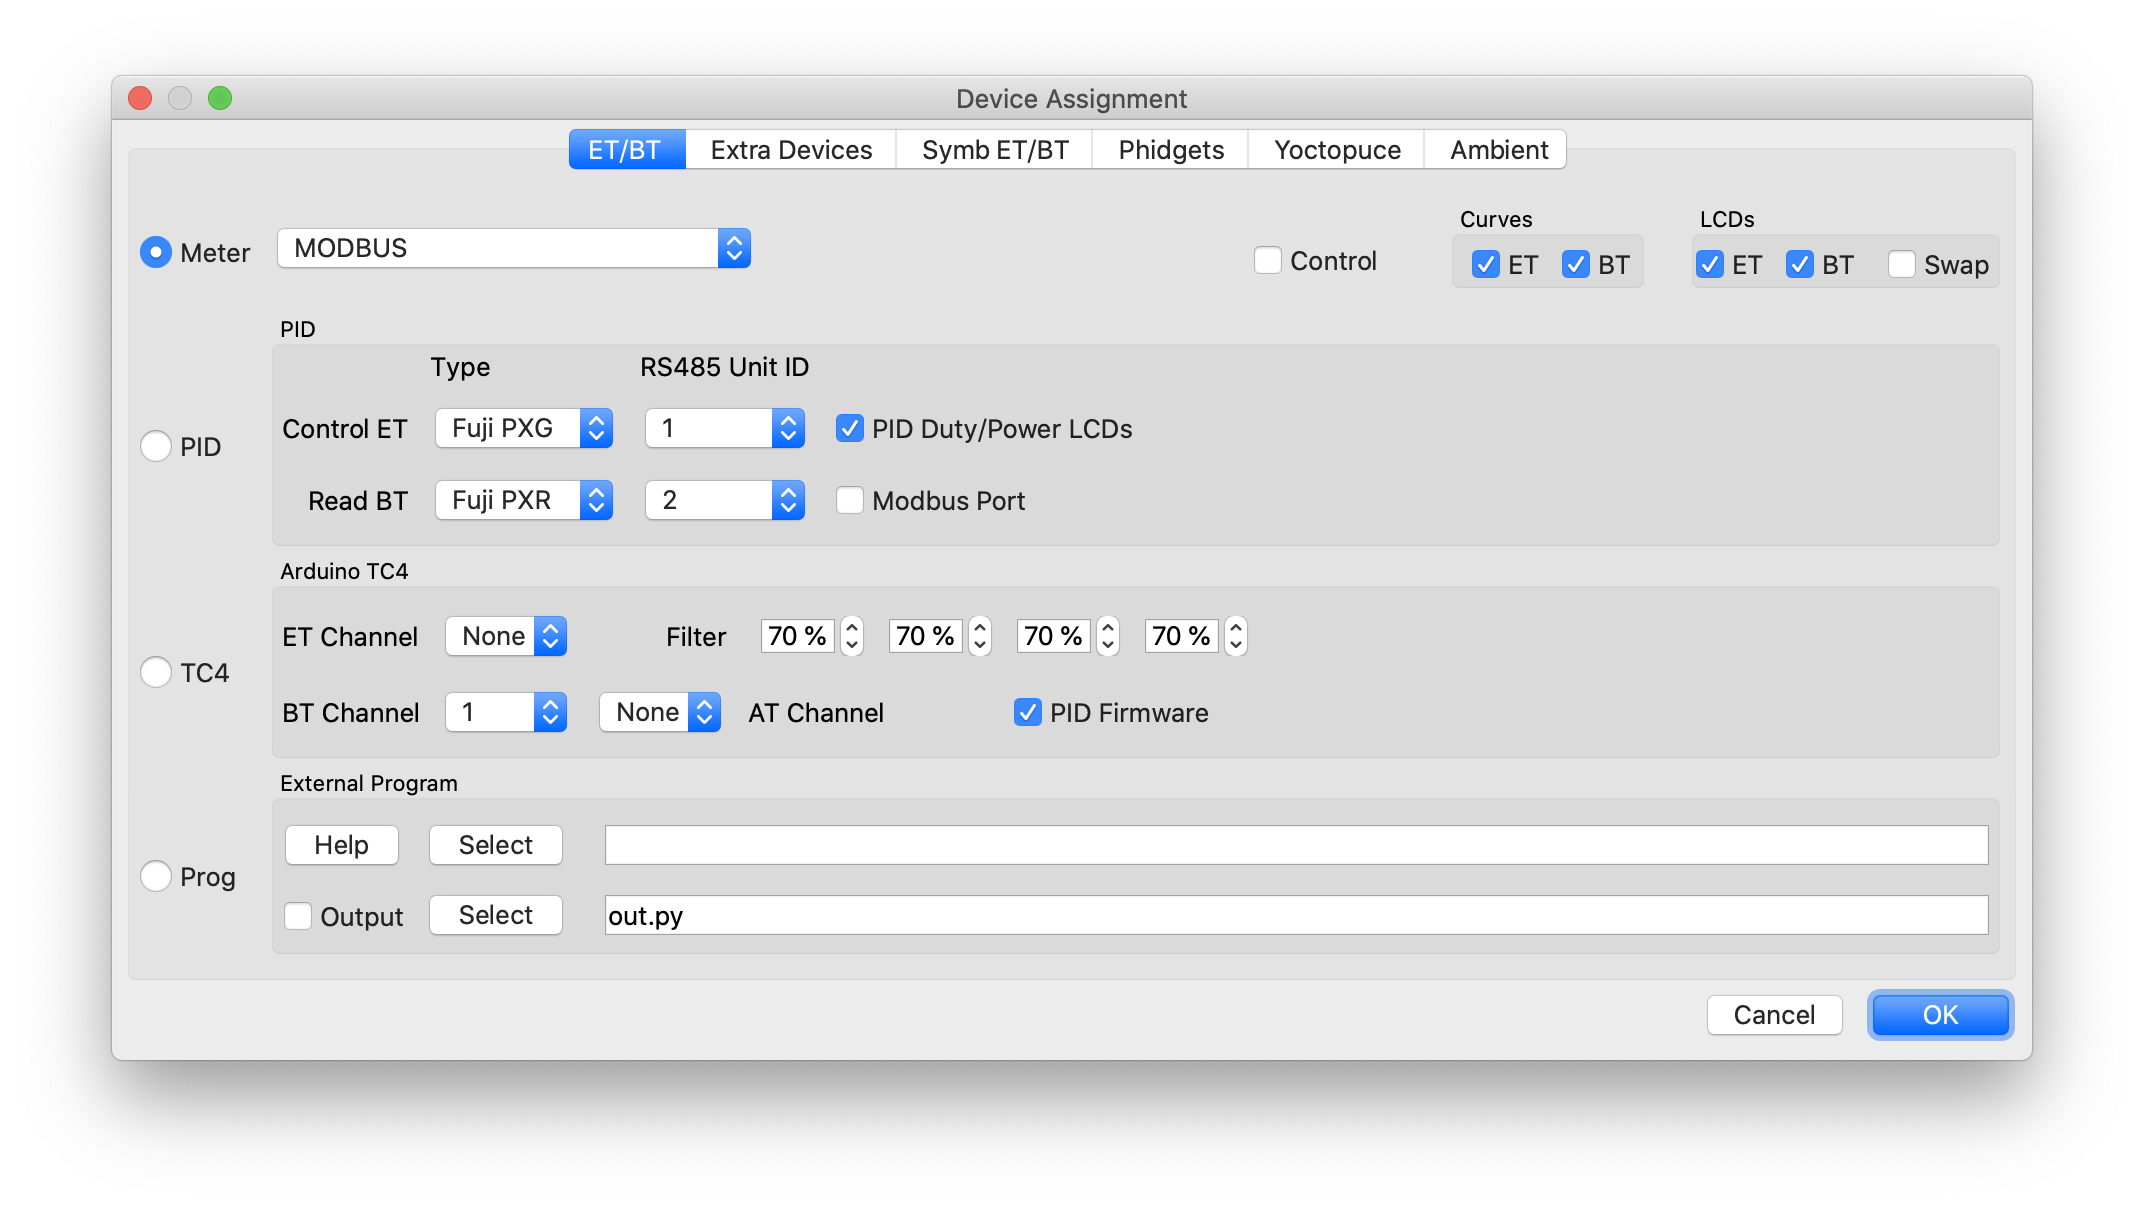 Device Assignment
ET/BT Extra Devices Symb ET/BT Phidgets Yoctopuce Ambient
Curves LCDs
Meter MODBUS Control ET BT ET BT Swap
PID
Type RS485 Unit ID
Control ET Fuji PXG 1 PID Duty/Power LCDs
PID
Read BT Fuji PXR 2 Modbus Port
Arduino TC4
ET Channel None Filter 70 % 70 % 70 % 70 %
TC4
BT Channel 1 None AT Channel PID Firmware
External Program
Help Select
Prog
Output Select out.py
Cancel OK